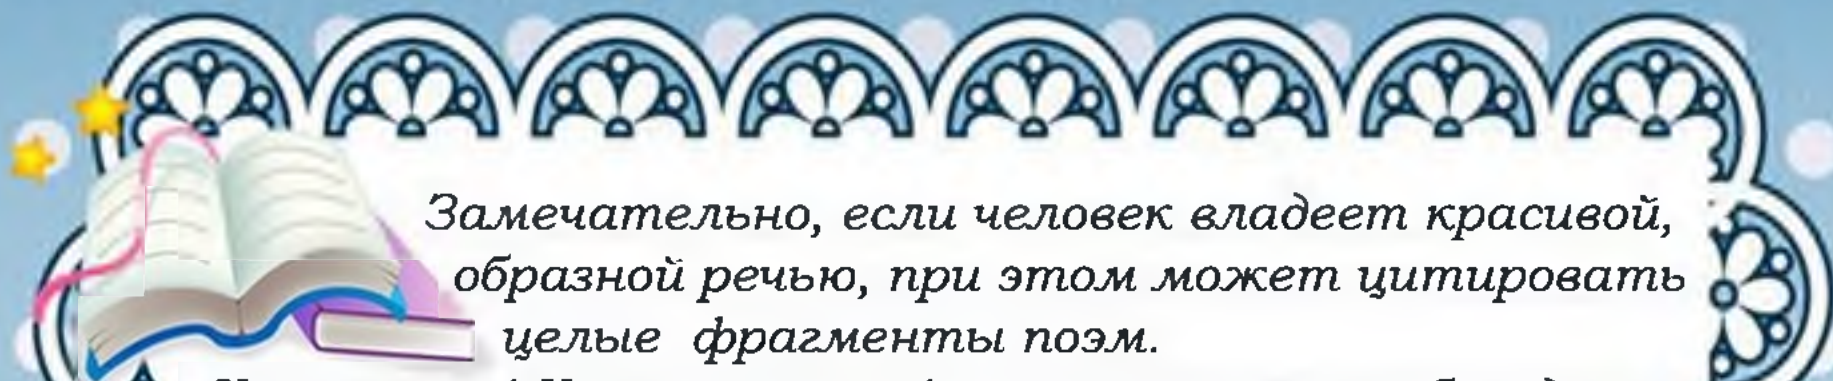 Замечательно, если человек владеет красивой,
образной речью, при этом может цитировать
целые фрагменты поэм.